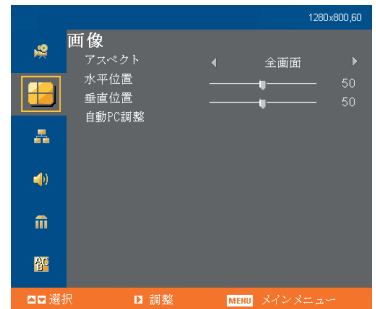 1280x800,60
画像
アスペクト 全画面
水平位置 50
垂直位置 50
自動PC調整
選択 調整 MENU メインメニュー